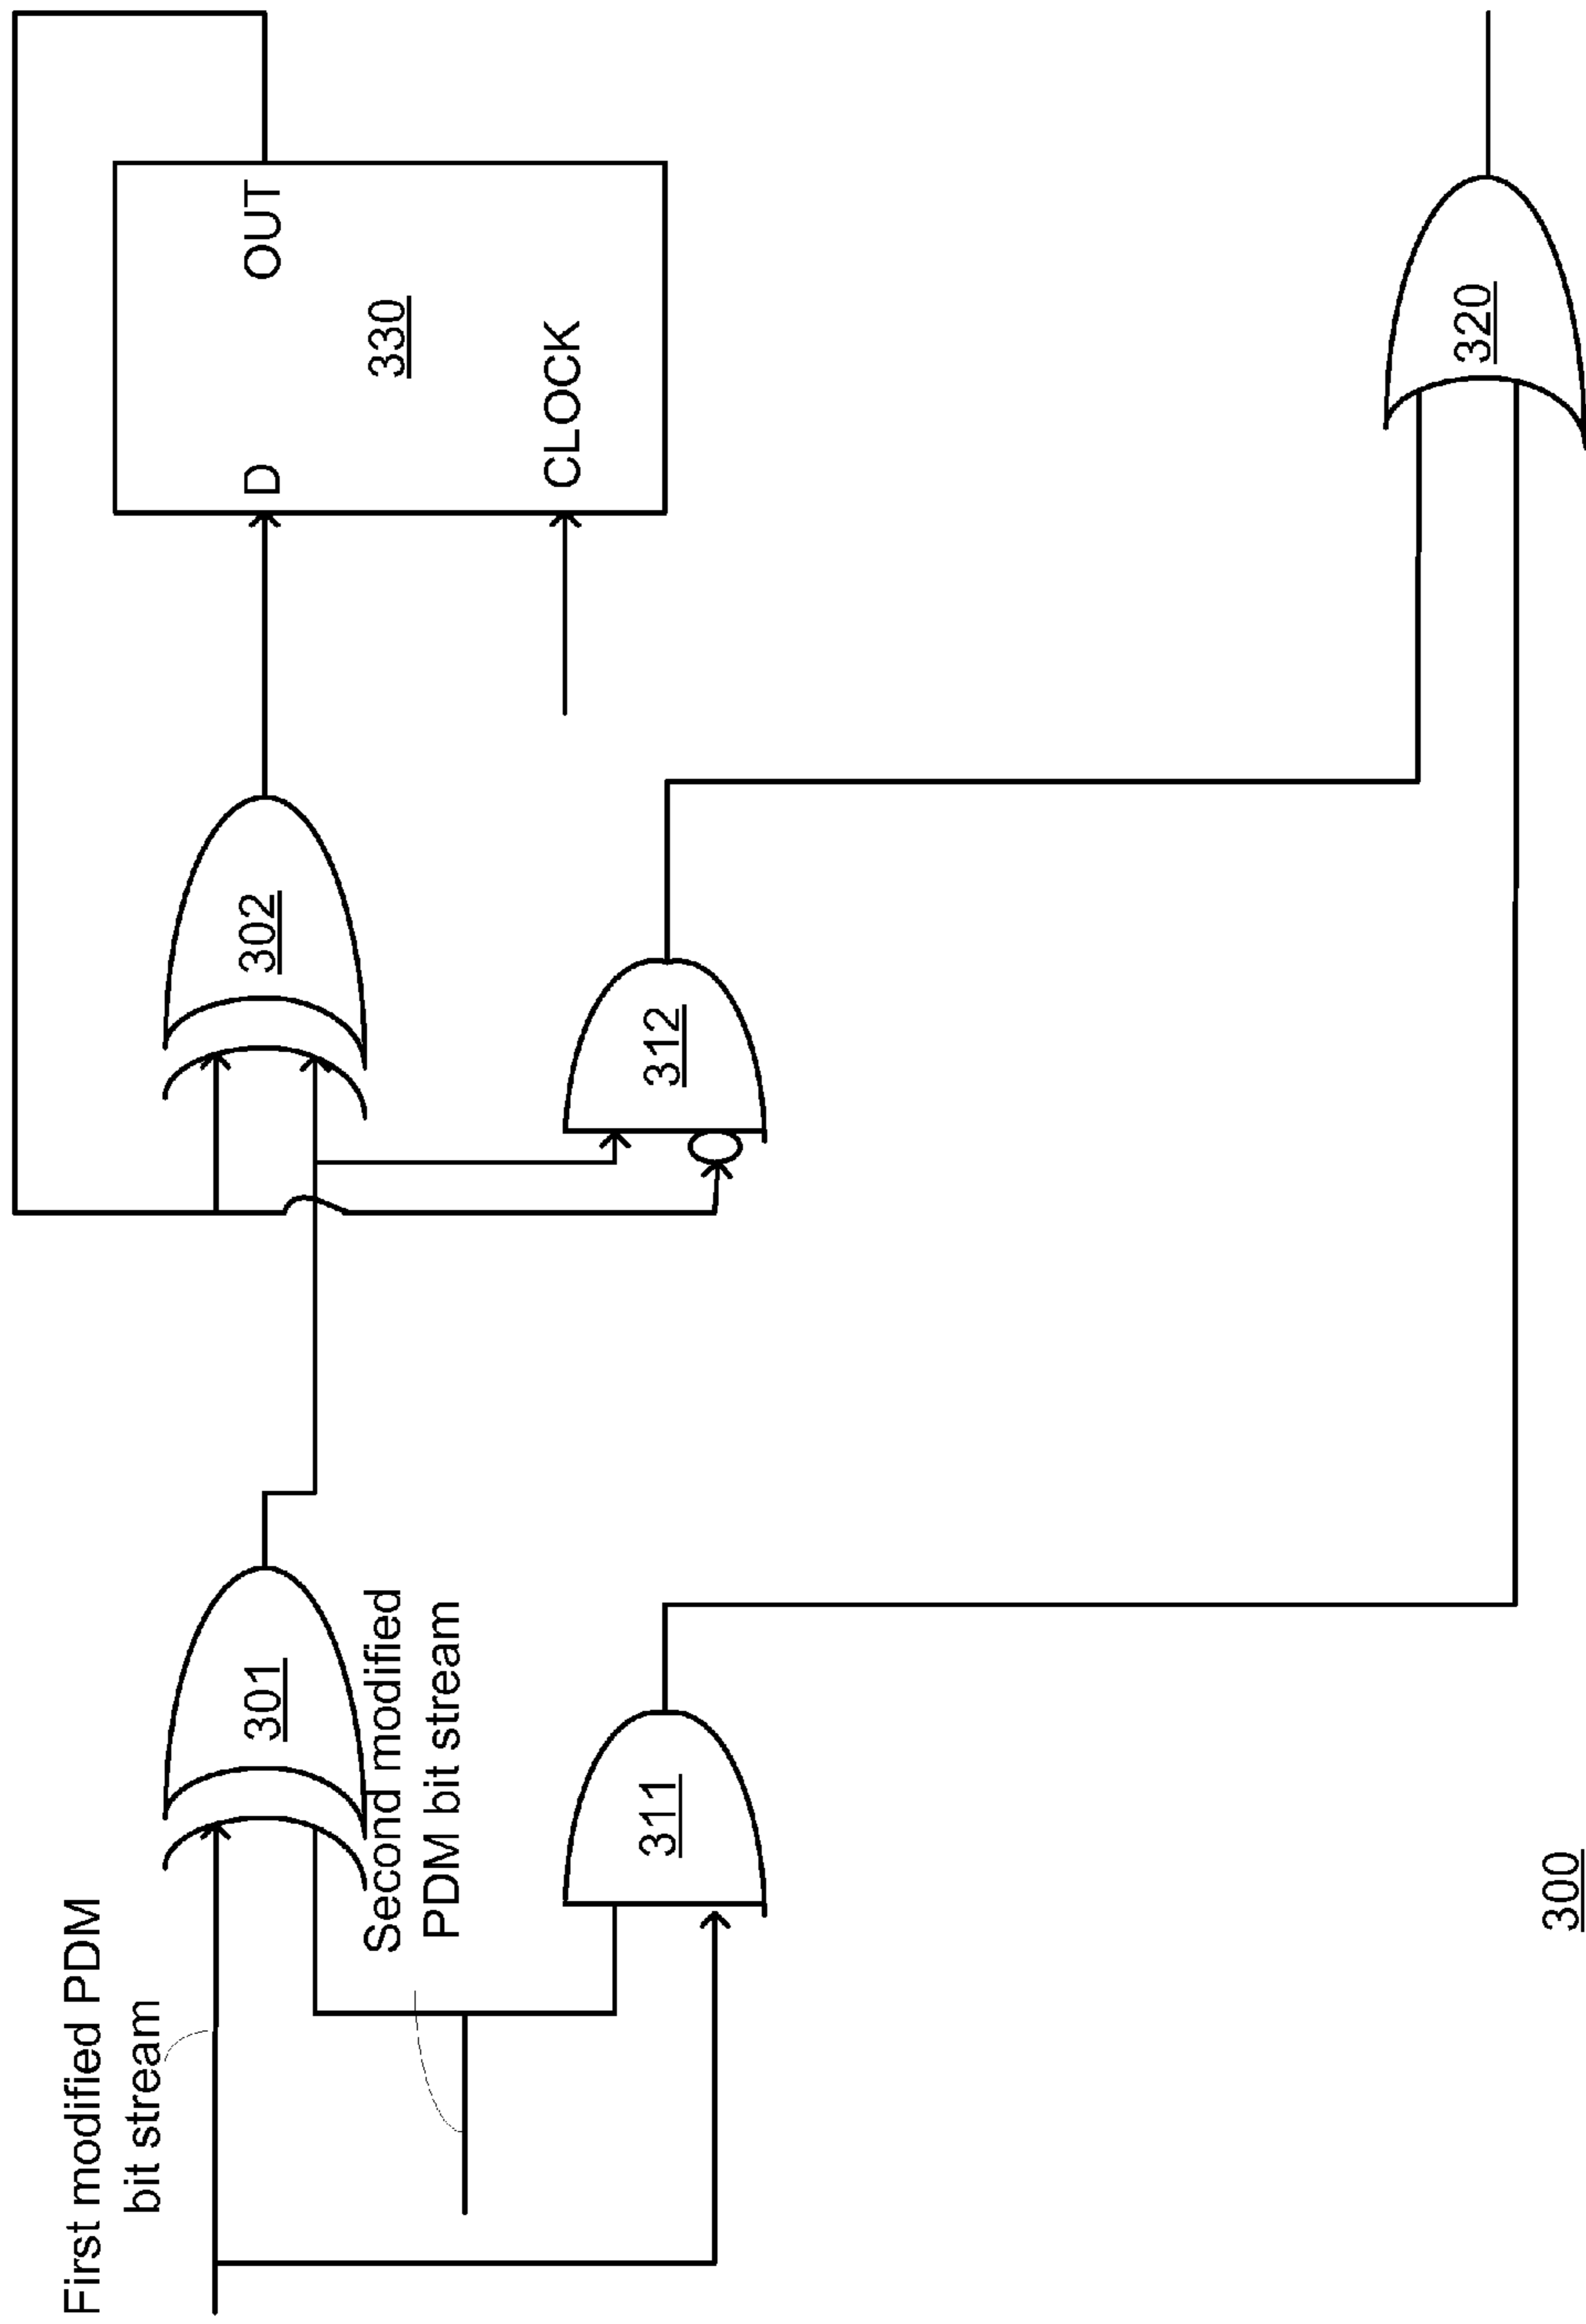 First modified PDM
bit stream
301
Second modified
PDM bit stream
311
302
312
D
OUT
330
CLOCK
320
300